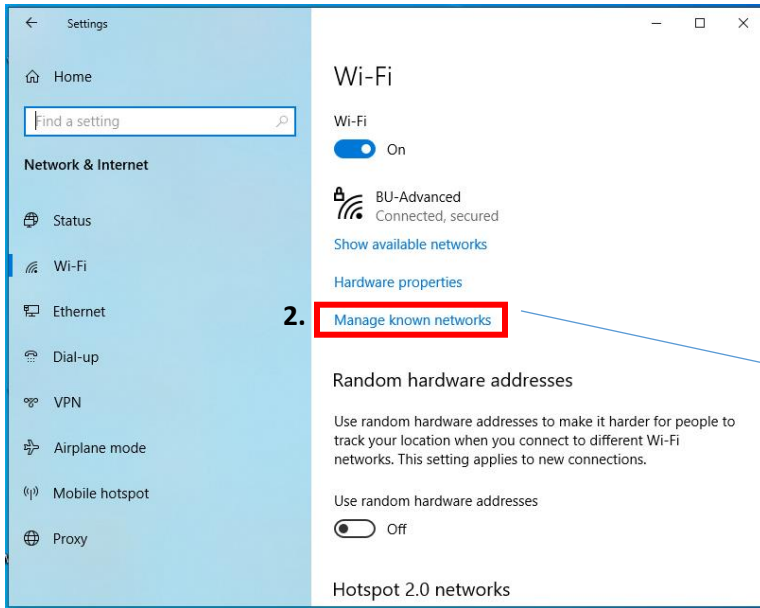 Settings
Home
Find a setting
Network & Internet
Status
Wi-Fi
Ethernet
Dial-up
VPN
Airplane mode
Mobile hotspot
Proxy
Wi-Fi
Wi-Fi
On
BU-Advanced
Connected, secured
Show available networks
Hardware properties
2. Manage known networks
Random hardware addresses
Use random hardware addresses to make it harder for people to
track your location when you connect to different Wi-Fi
networks. This setting applies to new connections.
Use random hardware addresses
Off
Hotspot 2.0 networks